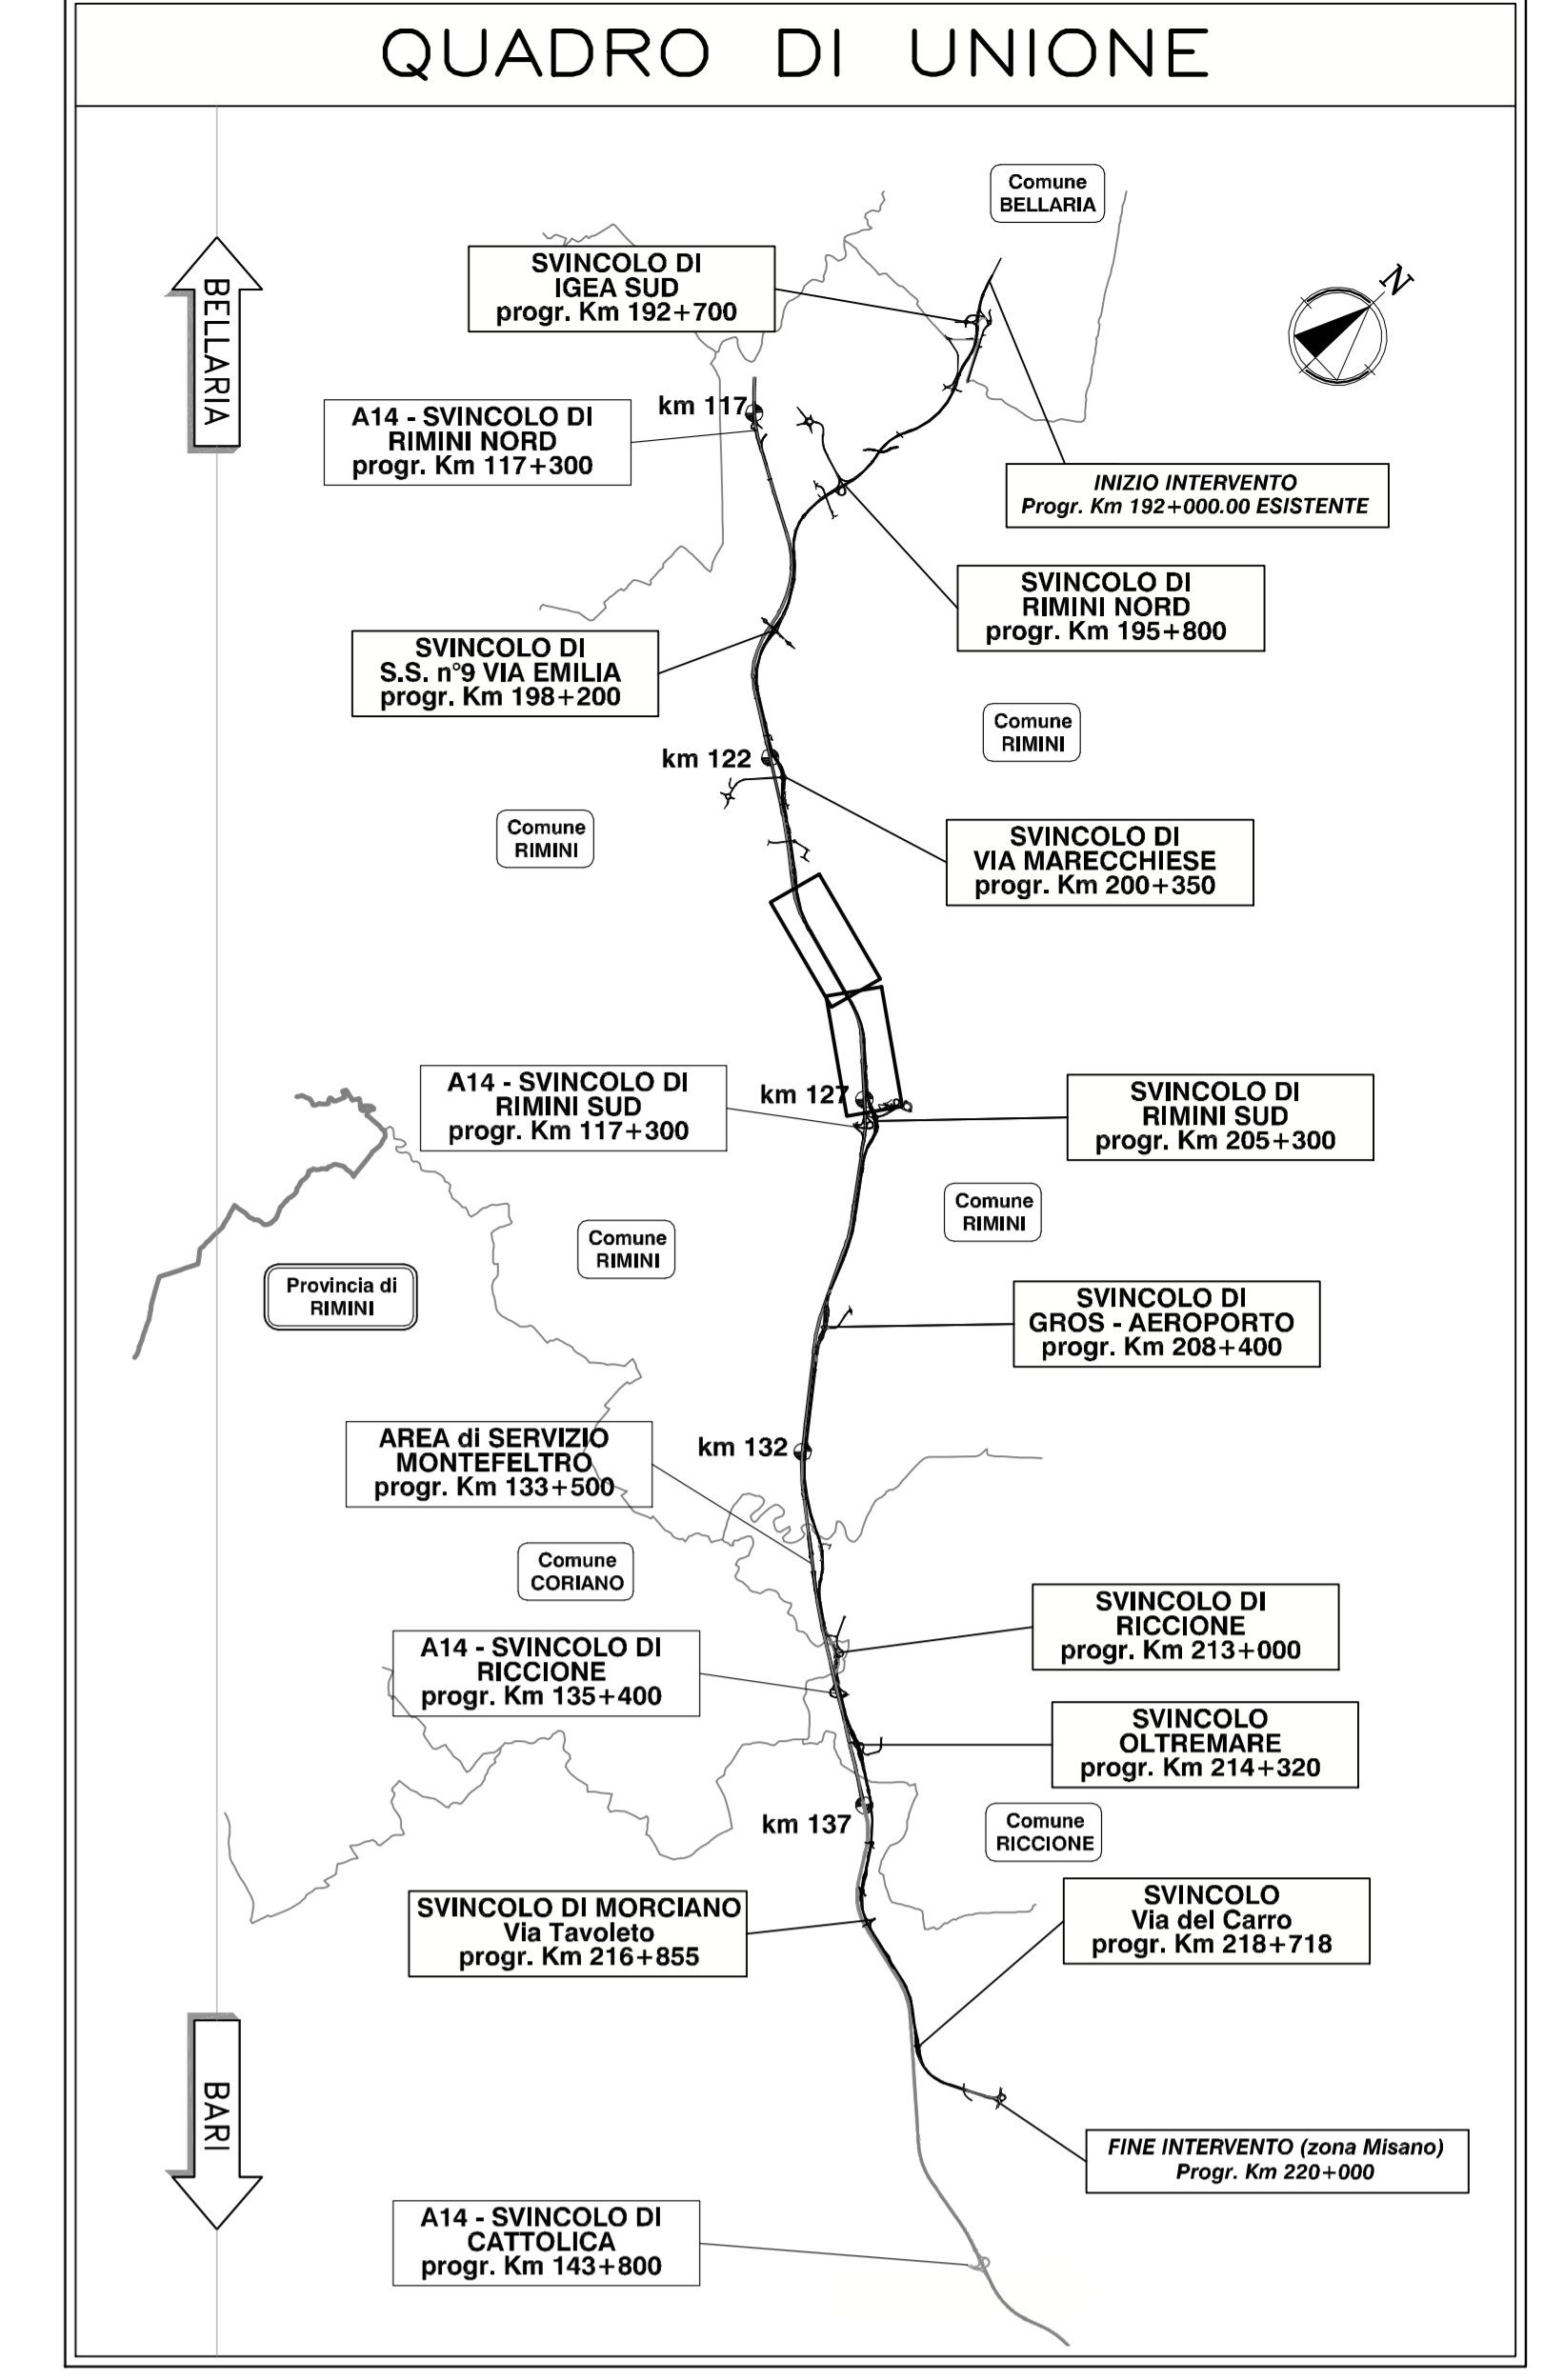 QUADRO DI UNIONE
Comune
BELLARIA
BELLARIA
SVINCOLO DI
IGEA SUD
progr. Km 192+700
N
km 117
A14 - SVINCOLO DI
RIMINI NORD
progr. Km 117+300
INIZIO INTERVENTO
Progr. Km 192+000.00 ESISTENTE
SVINCOLO DI
RIMINI NORD
progr. Km 195+800
SVINCOLO DI
S.S. n°9 VIA EMILIA
progr. Km 198+200
Comune
RIMINI
km 122
Comune
RIMINI
SVINCOLO DI
VIA MARECCHIESE
progr. Km 200+350
A14 - SVINCOLO DI
RIMINI SUD
progr. Km 117+300
km 127
SVINCOLO DI
RIMINI SUD
progr. Km 205+300
Comune
RIMINI
Comune
RIMINI
Provincia di
RIMINI
SVINCOLO DI
GROS - AEROPORTO
progr. Km 208+400
AREA di SERVIZIO
MONTEFELTRO
progr. Km 133+500
km 132
Comune
CORIANO
SVINCOLO DI
RICCIONE
progr. Km 213+000
A14 - SVINCOLO DI
RICCIONE
progr. Km 135+400
SVINCOLO
OLTREMARE
progr. Km 214+320
km 137
Comune
RICCIONE
SVINCOLO DI MORCIANO
Via Tavoleto
progr. Km 216+855
SVINCOLO
Via del Carro
progr. Km 218+718
BARI
FINE INTERVENTO (zona Misano)
Progr. Km 220+000
A14 - SVINCOLO DI
CATTOLICA
progr. Km 143+800